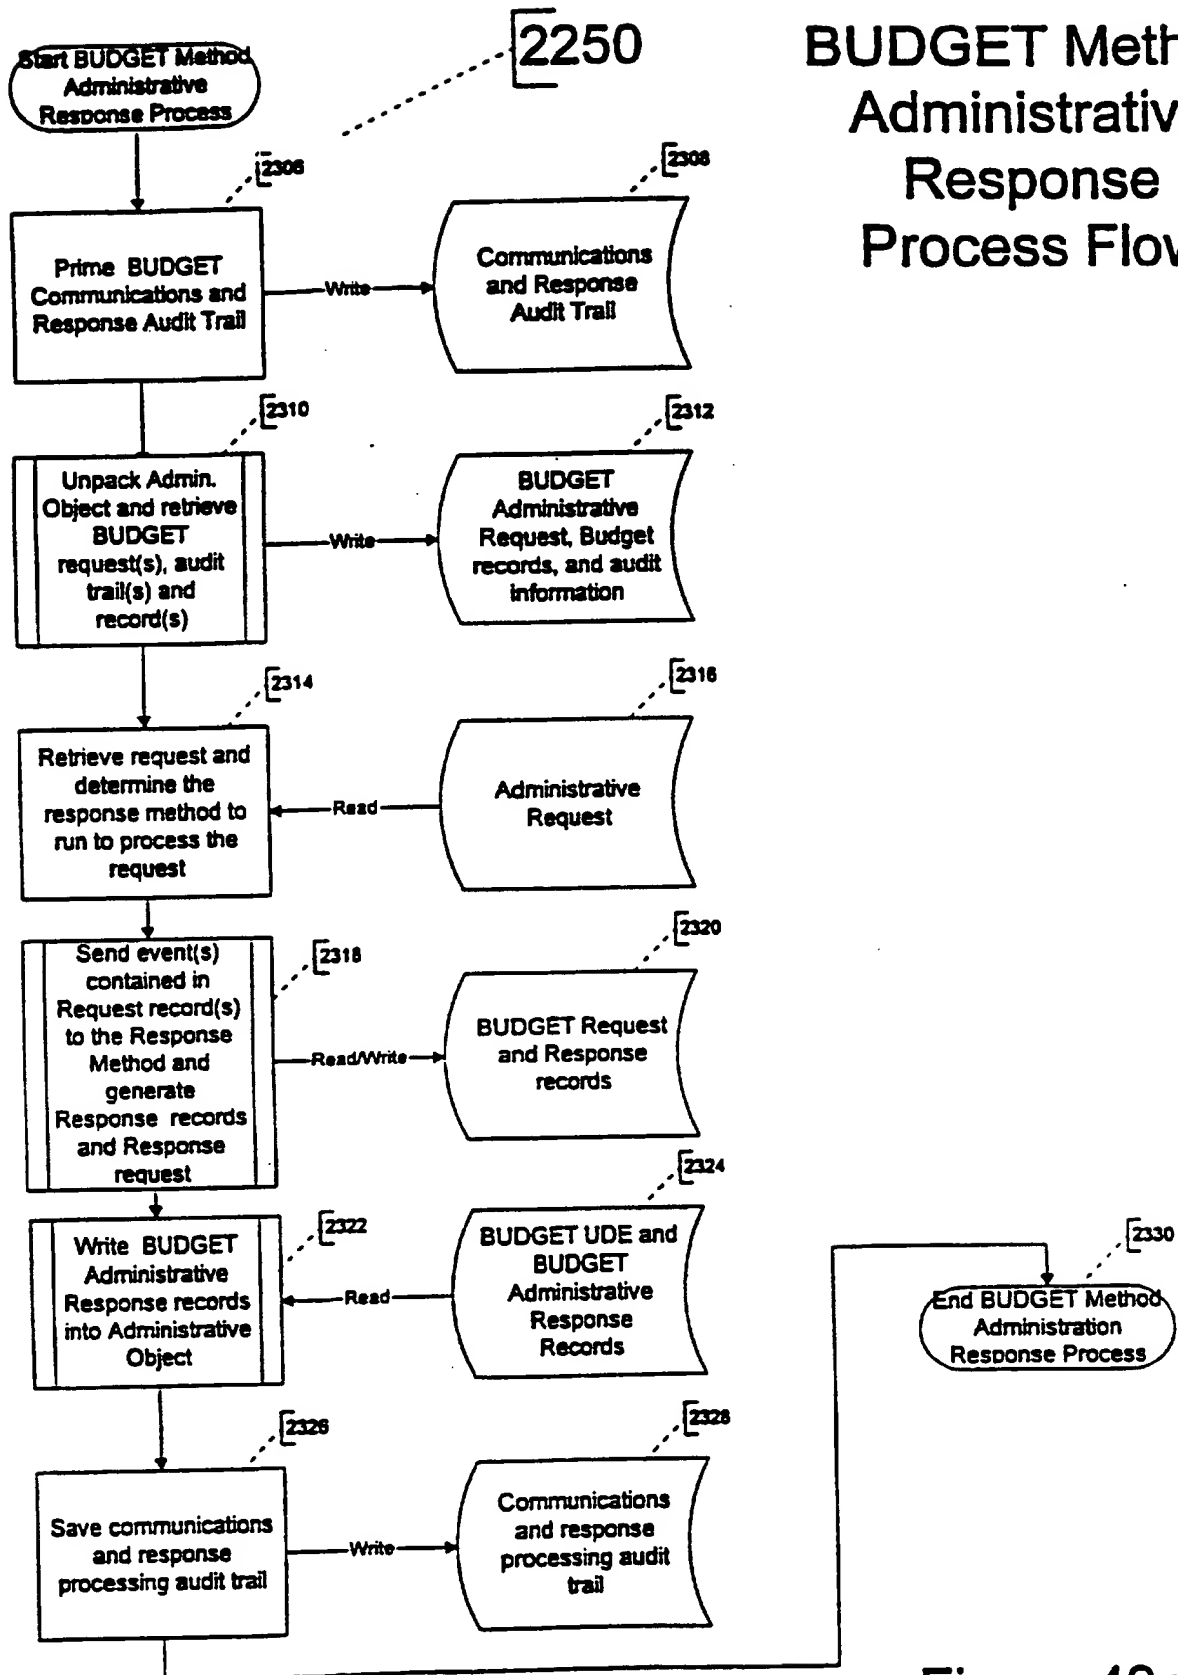 2250
BUDGET Meth
Administrativ
Response
Process Flow
Start BUDGET Method
Administrative
Response Process
2306
Prime BUDGET
Communications and
Response Audit Trail
Write
2308
Communications
and Response
Audit Trail
2310
Unpack Admin.
Object and retrieve
BUDGET
request(s), audit
trail(s) and
record(s)
Write
2312
BUDGET
Administrative
Request, Budget
records, and audit
information
2314
Retrieve request and
determine the
response method to
run to process the
request
Read
2316
Administrative
Request
2318
Send event(s)
contained in
Request record(s)
to the Response
Method and
generate
Response records
and Response
request
Read/Write
2320
BUDGET Request
and Response
records
2322
Write BUDGET
Administrative
Response records
into Administrative
Object
Read
2324
BUDGET UDE and
BUDGET
Administrative
Response
Records
2326
Save communications
and response
processing audit trail
Write
2328
Communications
and response
processing audit
trail
2330
End BUDGET Method
Administration
Response Process